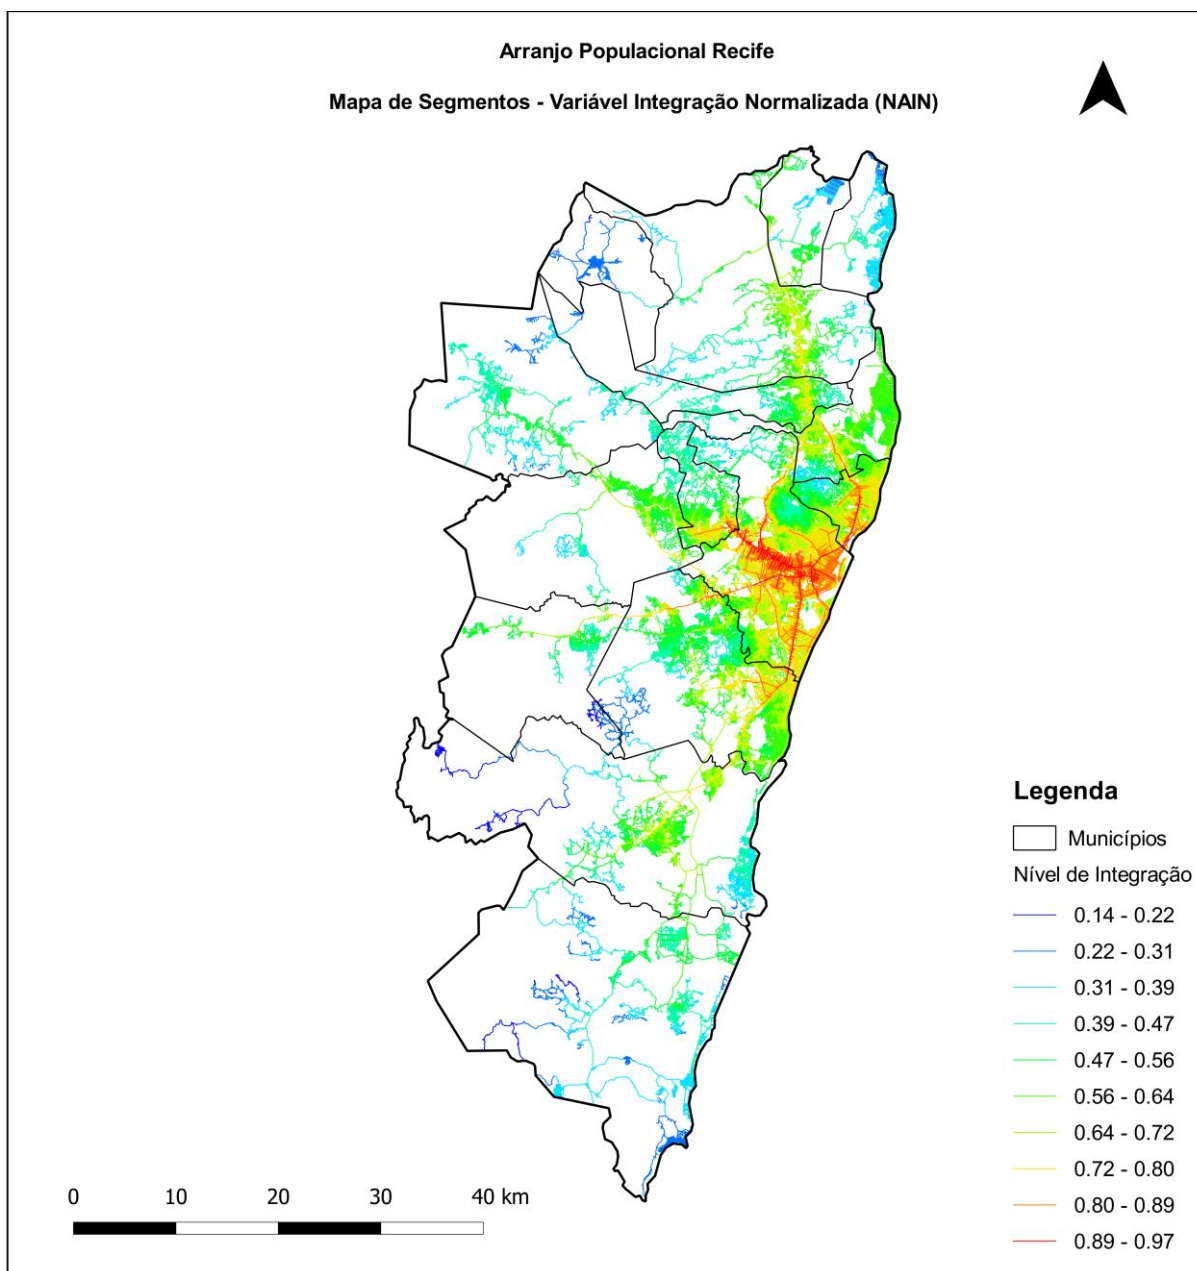 Arranjo Populacional Recife
Mapa de Segmentos - Variável Integração Normalizada (NAIN)
Legenda
Municípios
Nível de Integração
0.14 - 0.22
0.22 - 0.31
0.31 - 0.39
0.39 - 0.47
0.47 - 0.56
0.56 - 0.64
0.64 - 0.72
0.72 - 0.80
0.80 - 0.89
0.89 - 0.97
0 10 20 30 40 km